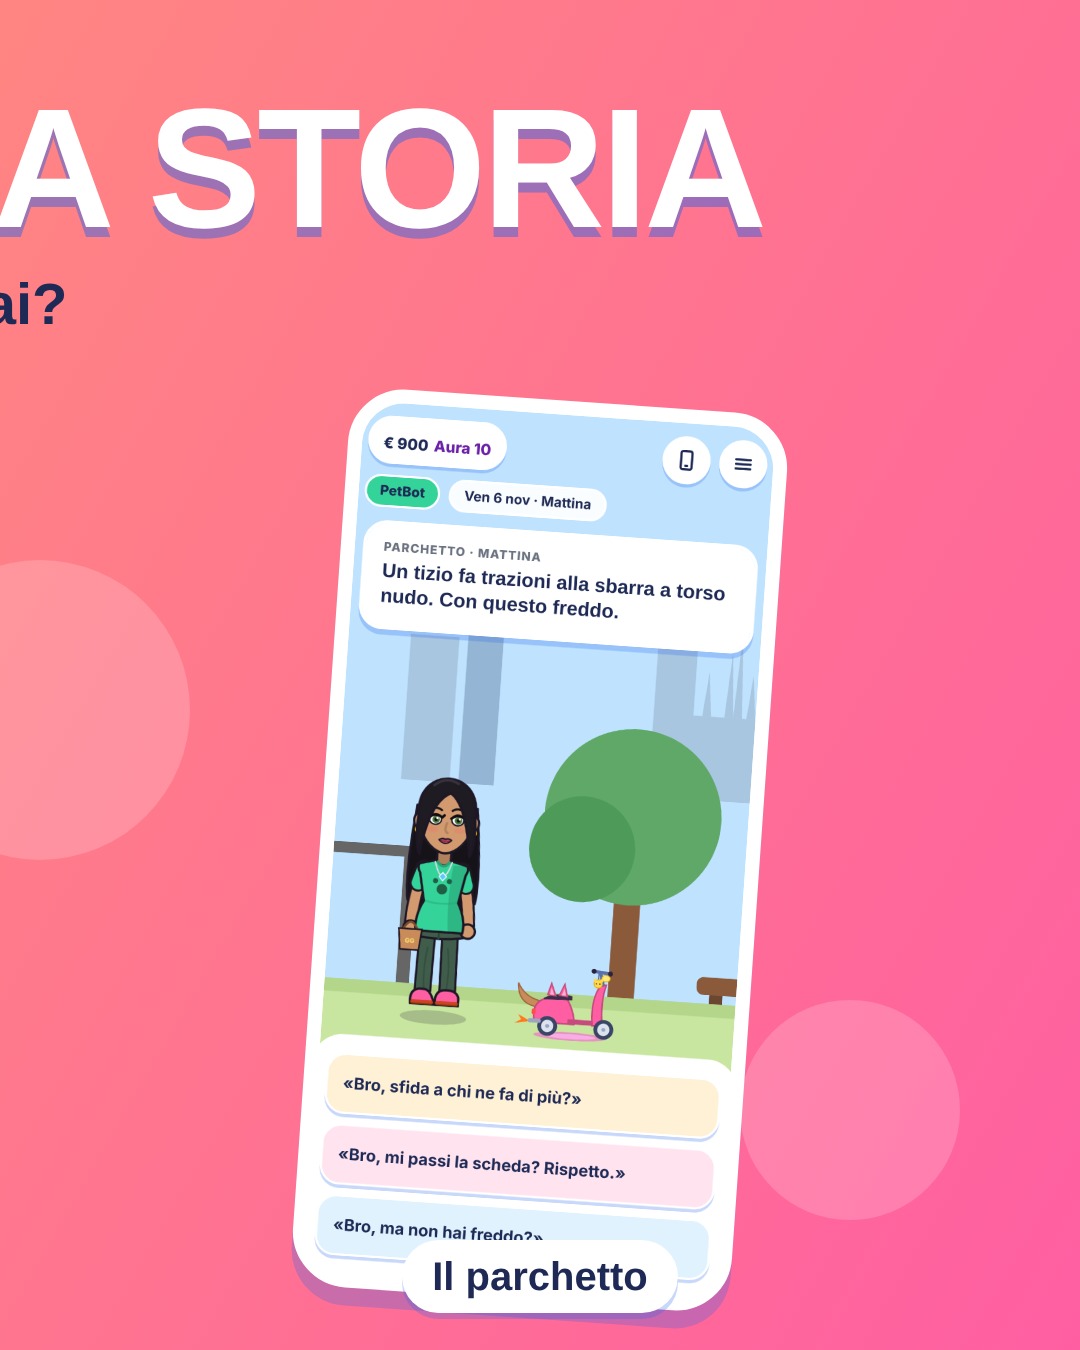 A STORIA
ai?
€ 900 Aura 10
PetBot
Ven 6 nov · Mattina
PARCHETTO · MATTINA
Un tizio fa trazioni alla sbarra a torso
nudo. Con questo freddo.
GO
«Bro, sfida a chi ne fa di più?»
«Bro, mi passi la scheda? Rispetto.»
«Bro, ma non hai freddo?»
Il parchetto